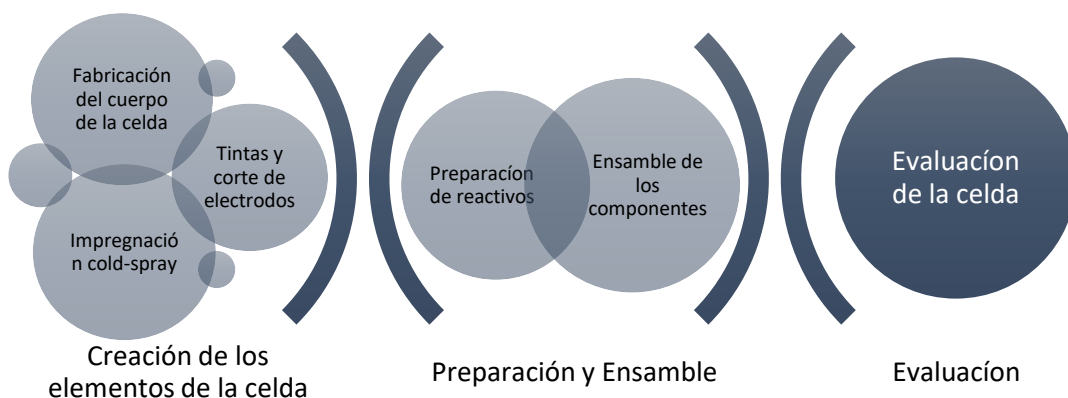 Fabricación
del cuerpo
de la celda
Tintas y
corte de
electrodos
Impregnació
n cold-spray
Creación de los
elementos de la celda
Preparacíon
de reactivos
Ensamble de
los
componentes
Preparación y Ensamble
Evaluacíon
de la celda
Evaluacíon